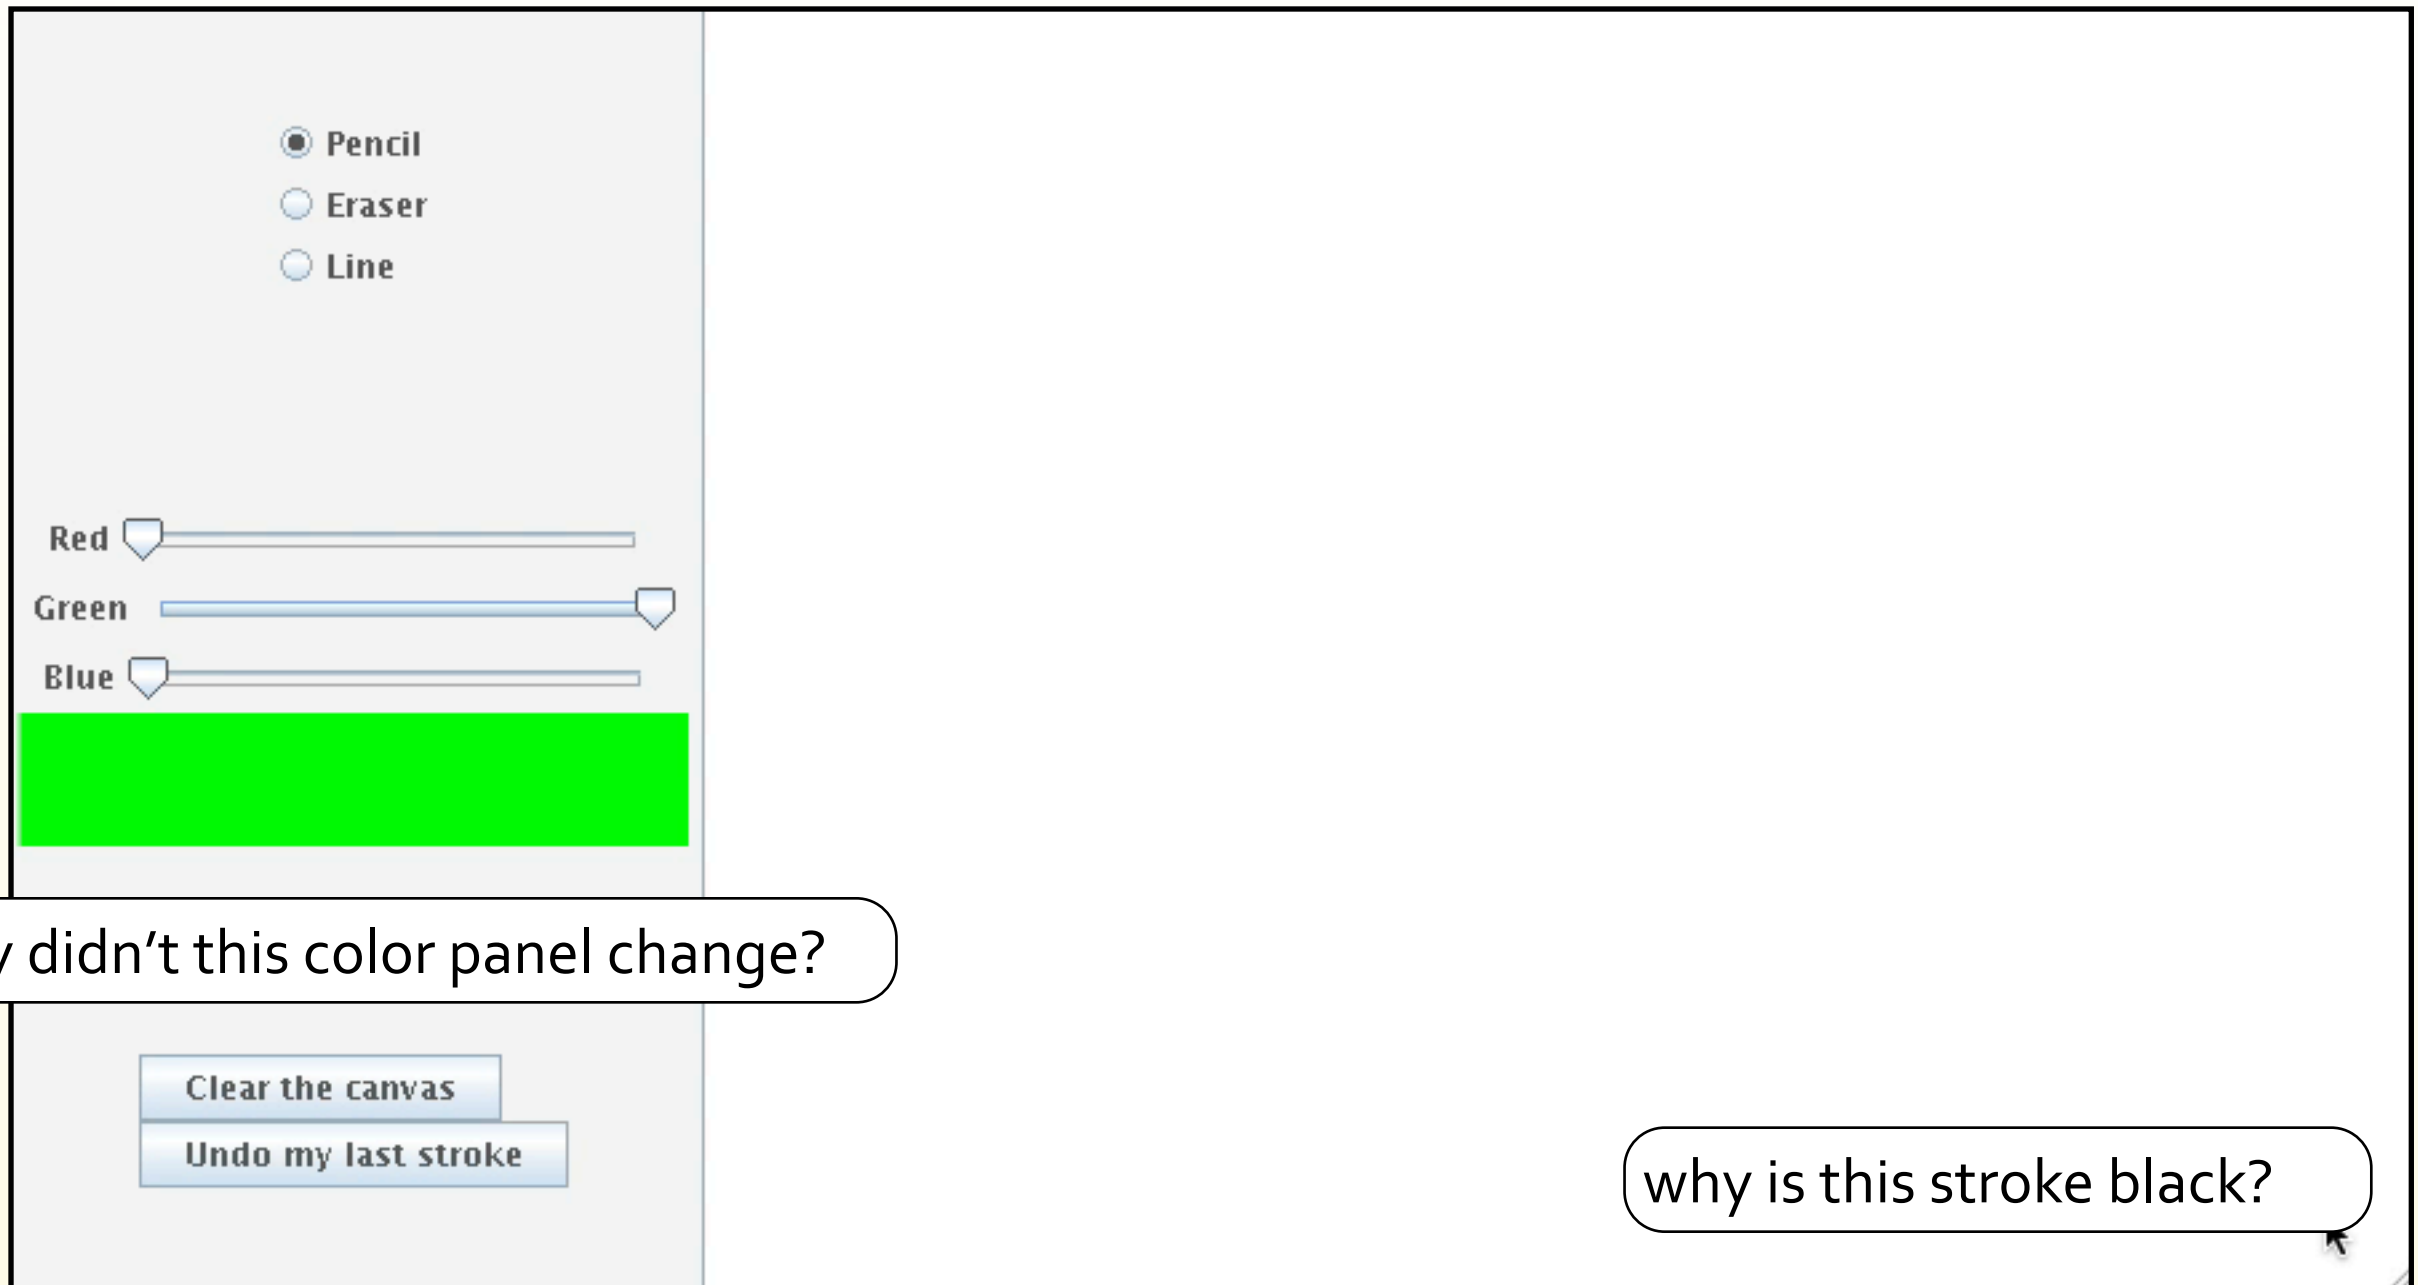 Pencil
Eraser
Line
Red
Green
Blue
didn’t this color panel change?
Clear the canvas
Undo my last stroke
why is this stroke black?